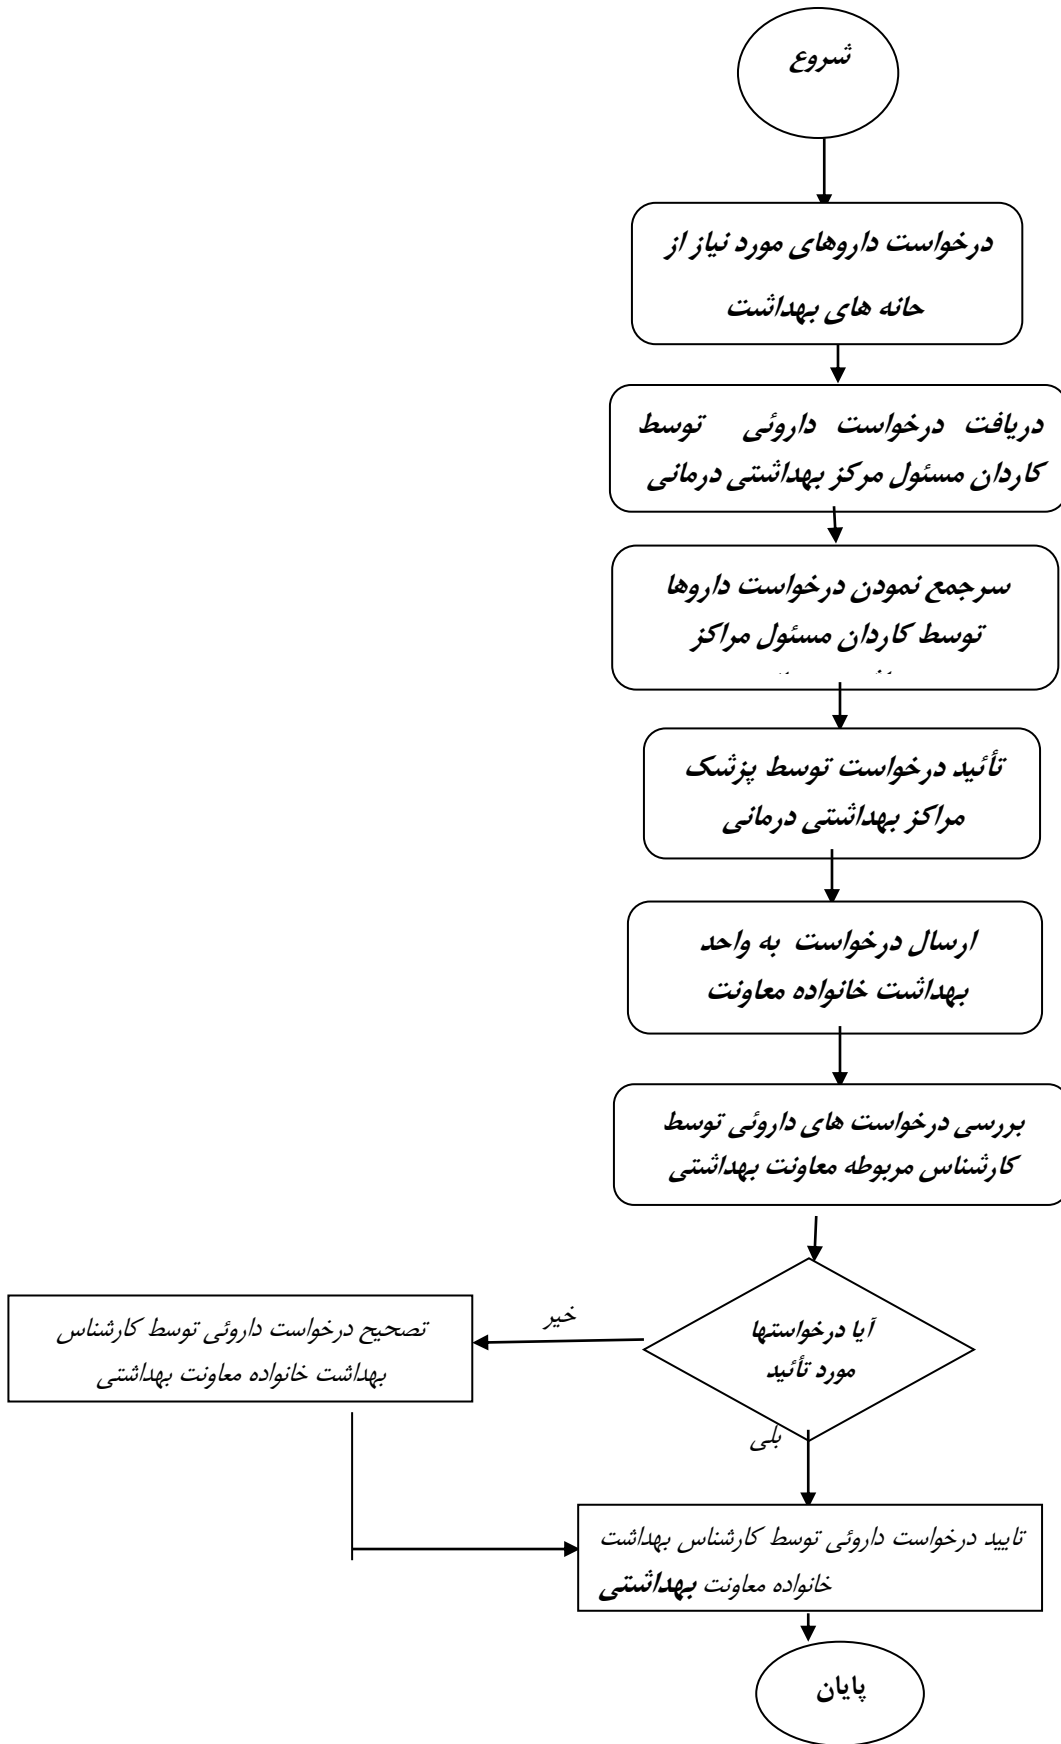 شروع
درخواست داروهای مورد نیاز از
حانه های بهداشت
دریافت درخواست داروئی توسط
کاردان مسئول مرکز بهداشتی درمانی
سرجمع نمودن درخواست داروها
توسط کاردان مسئول مراکز
تأئید درخواست توسط پزشک
مراکز بهداشتی درمانی
ارسال درخواست به واحد
بهداشت خانواده معاونت
بررسی درخواست های داروئی توسط
کارشناس مربوطه معاونت بهداشتی
آیا درخواستها
مورد تأئید
خیر
تصحیح درخواست داروئی توسط کارشناس
بهداشت خانواده معاونت بهداشتی
بلی
تایید درخواست داروئی توسط کارشناس بهداشت
خانواده معاونت بهداشتی
پایان